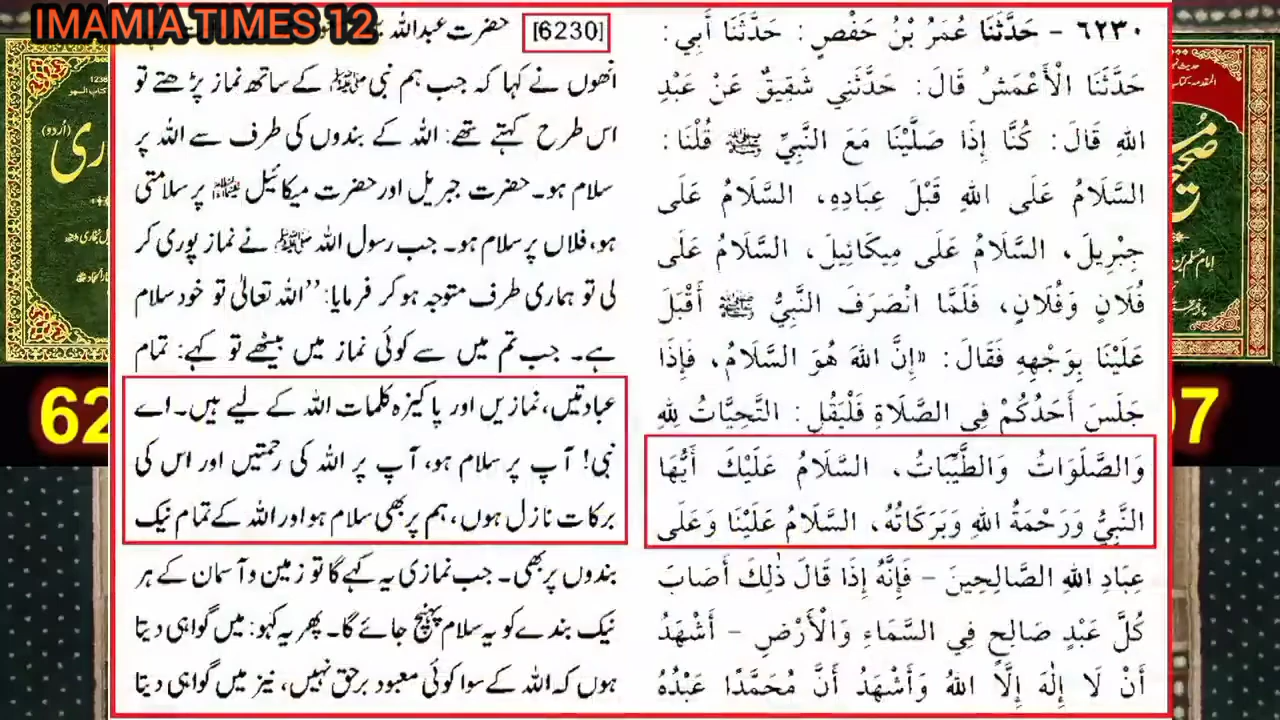 IMAMIA TIMES 12
٦٢٣٠ - حَدَّثَنَا عُمَرُ بْنُ حَفْصٍ: حَدَّثَنَا أَبِي:
حَدَّثَنَا الْأَعْمَشُ قَالَ: حَدَّثَنِي شَقِيقٌ عَنْ عَبْدِ
اللهِ قَالَ: كُنَّا إِذَا صَلَّيْنَا مَعَ النَّبِيِّ ﷺ قُلْنَا:
السَّلَامُ عَلَى اللهِ قَبْلَ عِبَادِهِ، السَّلَامُ عَلَى
جِبْرِيلَ، السَّلَامُ عَلَى مِيكَائِيلَ، السَّلَامُ عَلَى
فُلَانٍ وَفُلَانٍ، فَلَمَّا انْصَرَفَ النَّبِيُّ ﷺ أَقْبَلَ
عَلَيْنَا بِوَجْهِهِ فَقَالَ: «إِنَّ اللهَ هُوَ السَّلَامُ، فَإِذَا
جَلَسَ أَحَدُكُمْ فِي الصَّلَاةِ فَلْيَقُلْ: التَّحِيَّاتُ لِلهِ
وَالصَّلَوَاتُ وَالطَّيِّبَاتُ، السَّلَامُ عَلَيْكَ أَيُّهَا
النَّبِيُّ وَرَحْمَةُ اللهِ وَبَرَكَاتُهُ، السَّلَامُ عَلَيْنَا وَعَلَى
عِبَادِ اللهِ الصَّالِحِينَ - فَإِنَّهُ إِذَا قَالَ ذٰلِكَ أَصَابَ
كُلَّ عَبْدٍ صَالِحٍ فِي السَّمَاءِ وَالْأَرْضِ - أَشْهَدُ
أَنْ لَا إِلٰهَ إِلَّا اللهُ وَأَشْهَدُ أَنَّ مُحَمَّدًا عَبْدُهُ
[6230] حضرت عبداللہ
انھوں نے کہا کہ جب ہم نبی ﷺ کے ساتھ نماز پڑھتے تو
اس طرح کہتے تھے: اللہ کے بندوں کی طرف سے اللہ پر
سلام ہو۔ حضرت جبریل اور حضرت میکائیل ﷩ پر سلامتی
ہو، فلاں پر سلام ہو۔ جب رسول اللہ ﷺ نے نماز پوری کر
لی تو ہماری طرف متوجہ ہو کر فرمایا: ’’اللہ تعالیٰ تو خود سلام
ہے۔ جب تم میں سے کوئی نماز میں بیٹھے تو کہے: تمام
عبادتیں، نمازیں اور پاکیزہ کلمات اللہ کے لیے ہیں۔ اے
نبی! آپ پر سلام ہو، آپ پر اللہ کی رحمتیں اور اس کی
برکات نازل ہوں، ہم پر بھی سلام ہو اور اللہ کے تمام نیک
بندوں پر بھی۔ جب نمازی یہ کہے گا تو زمین و آسمان کے ہر
نیک بندے کو یہ سلام پہنچ جائے گا۔ پھر یہ کہو: میں گواہی دیتا
ہوں کہ اللہ کے سوا کوئی معبود برحق نہیں، نیز میں گواہی دیتا
62
07